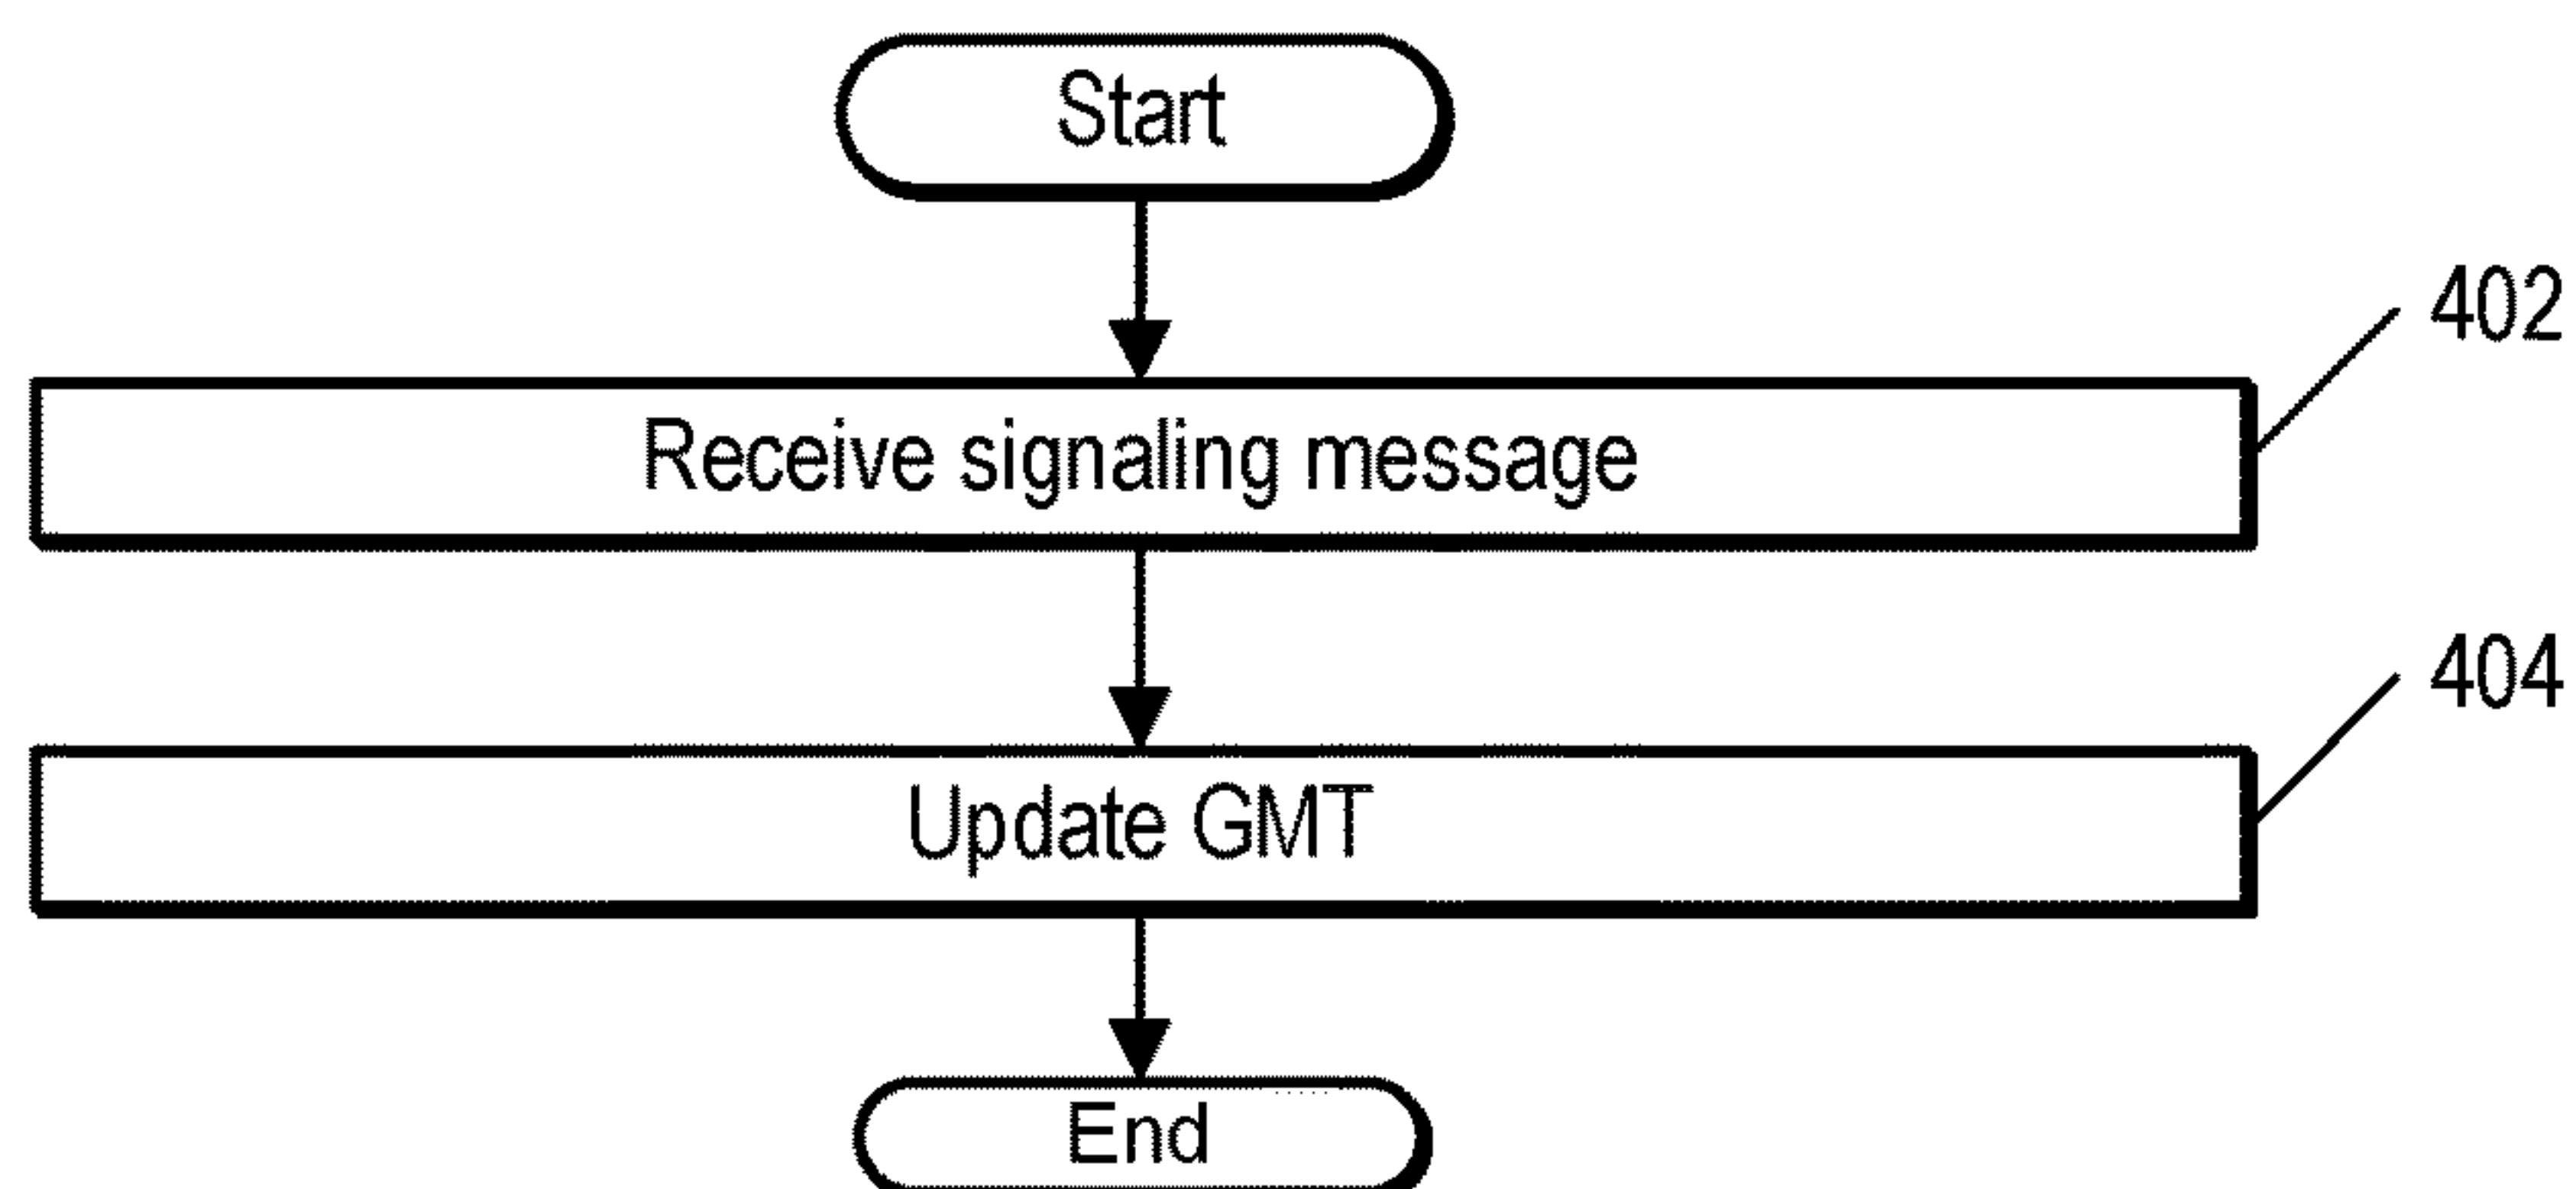 Start
402
Receive signaling message
404
Update GMT
End